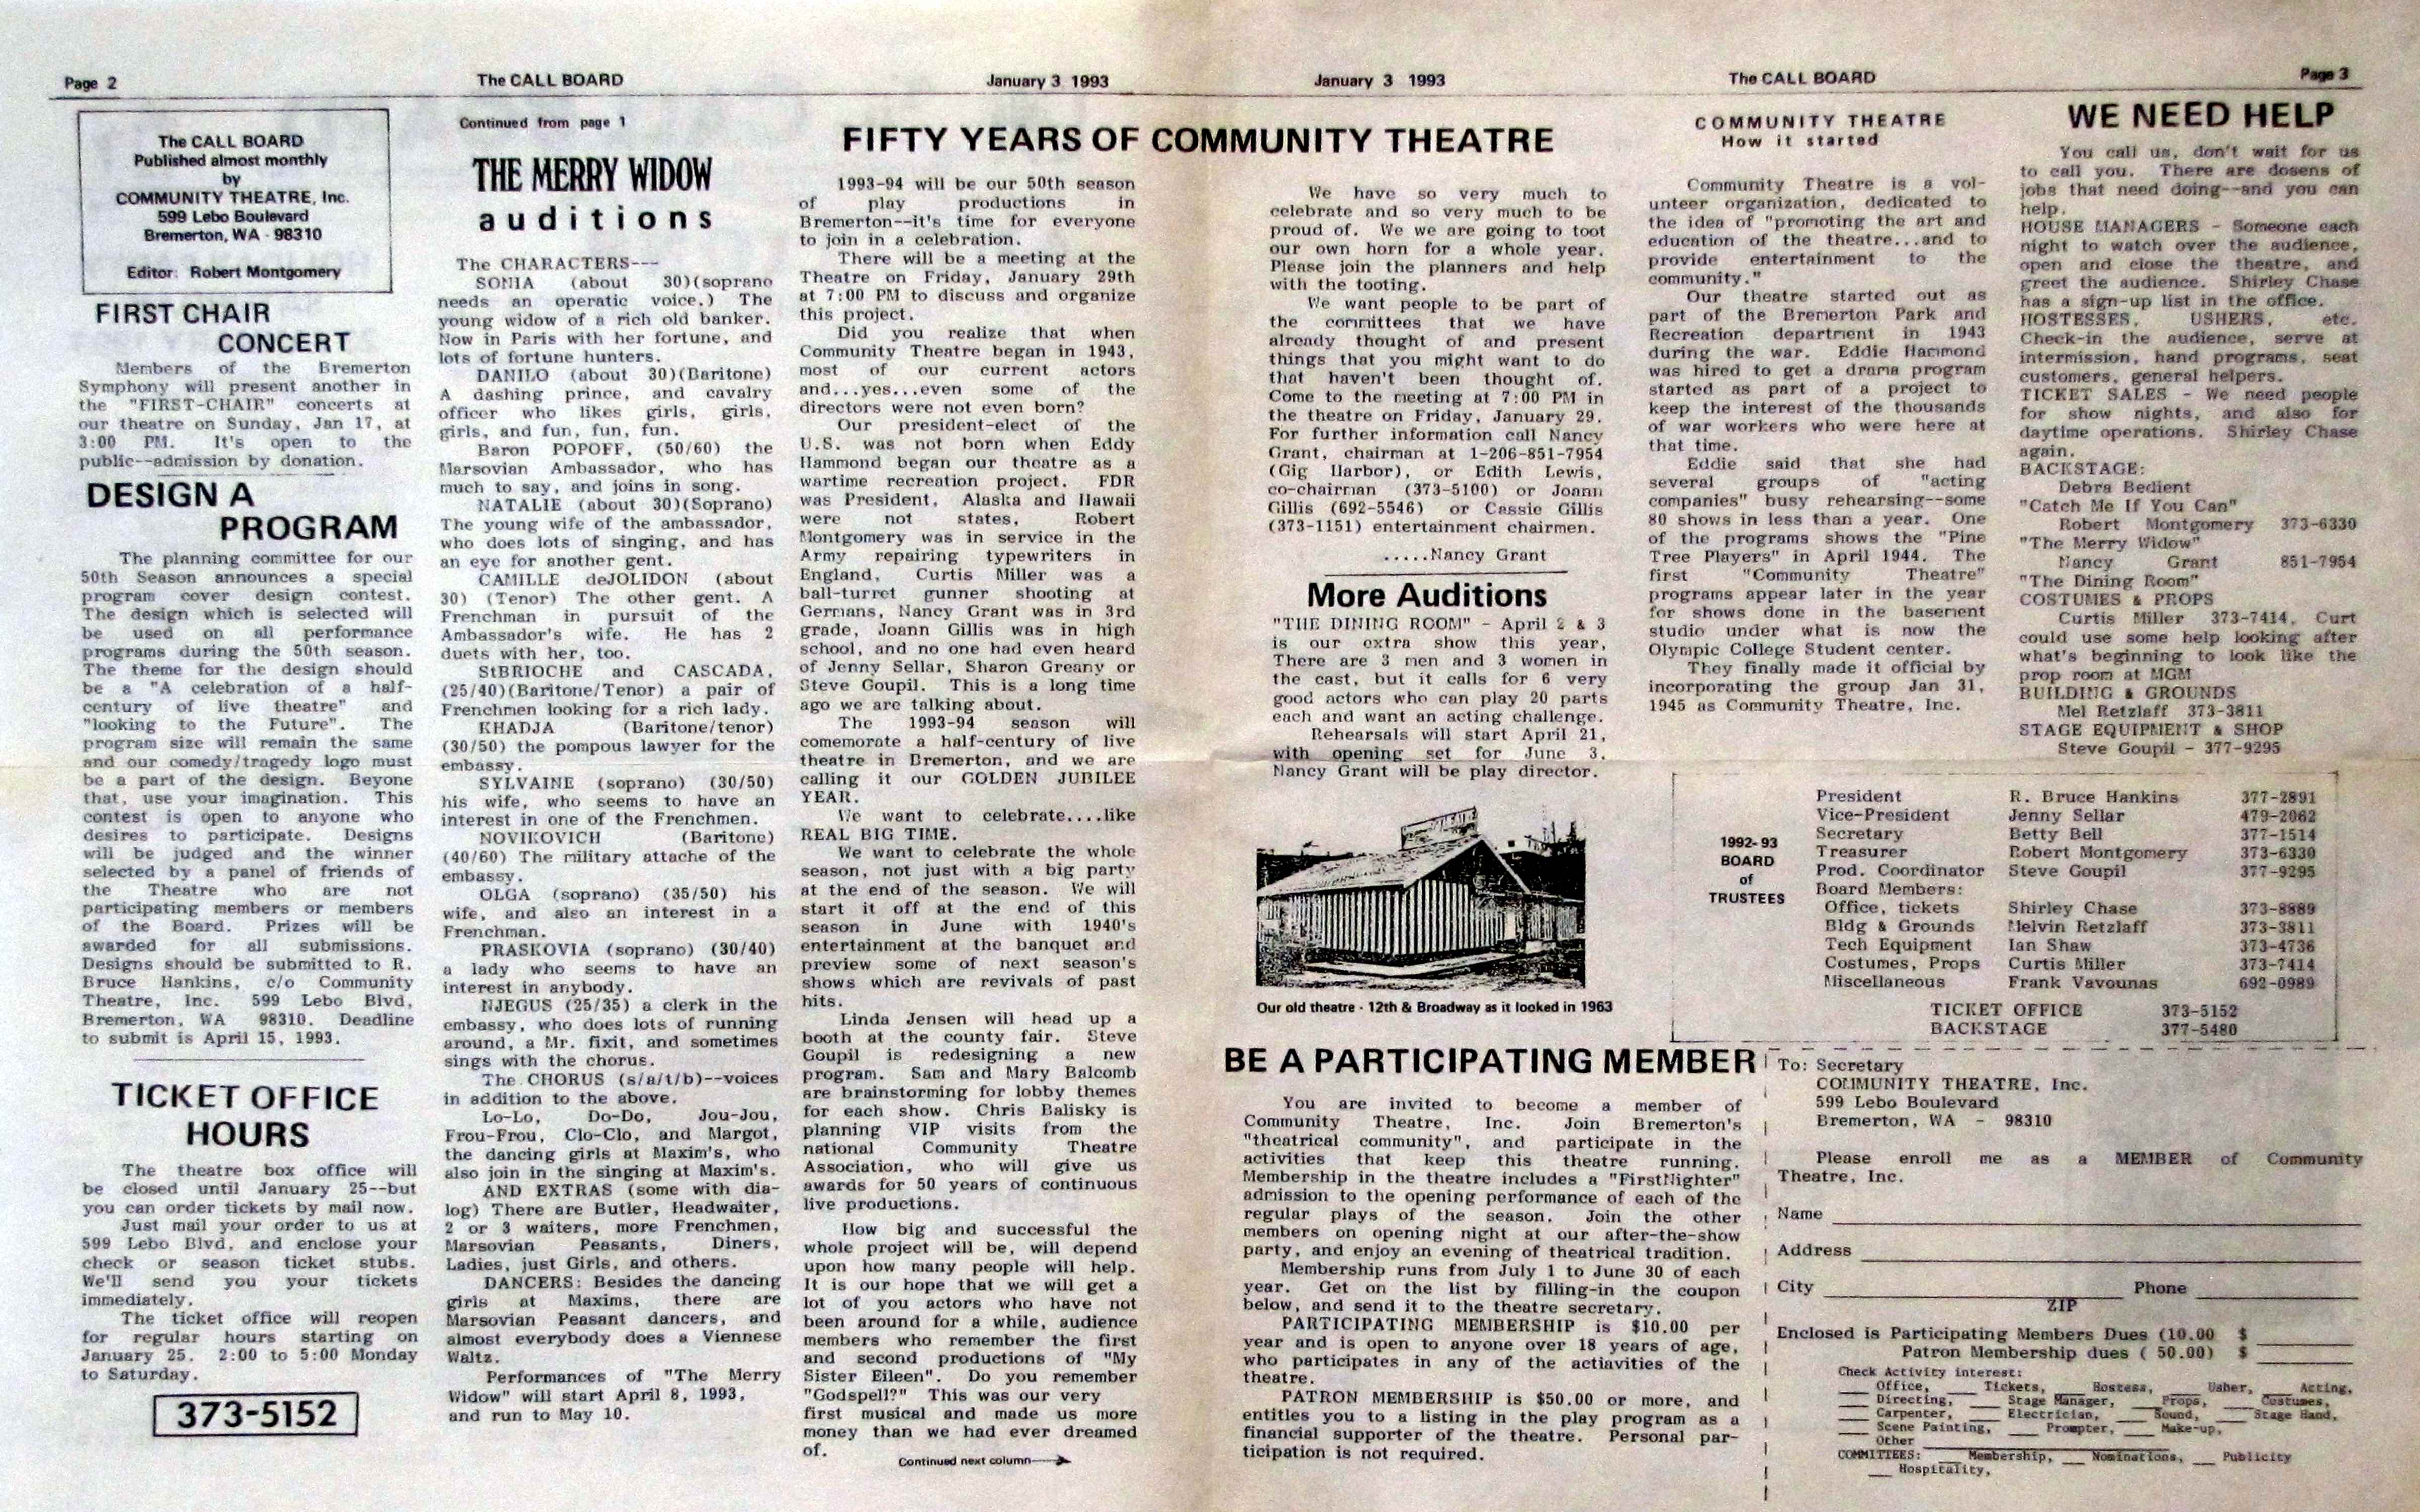 Page 2
The CALL BOARD
January 3 1993
The CALL BOARD
Published almost monthly
by
COMMUNITY THEATRE, Inc.
599 Lebo Boulevard
Bremerton, WA - 98310
Editor: Robert Montgomery
FIRST CHAIR
CONCERT
Members of the Bremerton
Symphony will present another in
the "FIRST-CHAIR" concerts at
our theatre on Sunday, Jan 17, at
3:00 PM. It's open to the
public--admission by donation.
DESIGN A
PROGRAM
The planning committee for our
50th Season announces a special
program cover design contest.
The design which is selected will
be used on all performance
programs during the 50th season.
The theme for the design should
be a "A celebration of a half-
century of live theatre" and
"looking to the Future". The
program size will remain the same
and our comedy/tragedy logo must
be a part of the design. Beyone
that, use your imagination. This
contest is open to anyone who
desires to participate. Designs
will be judged and the winner
selected by a panel of friends of
the Theatre who are not
participating members or members
of the Board. Prizes will be
awarded for all submissions.
Designs should be submitted to R.
Bruce Hankins, c/o Community
Theatre, Inc. 599 Lebo Blvd,
Bremerton, WA 98310. Deadline
to submit is April 15, 1993.
TICKET OFFICE
HOURS
The theatre box office will
be closed until January 25--but
you can order tickets by mail now.
Just mail your order to us at
599 Lebo Blvd, and enclose your
check or season ticket stubs.
We'll send you your tickets
immediately.
The ticket office will reopen
for regular hours starting on
January 25. 2:00 to 5:00 Monday
to Saturday.
373-5152
Continued from page 1
THE MERRY WIDOW
auditions
The CHARACTERS---
SONIA (about 30)(soprano
needs an operatic voice.) The
young widow of a rich old banker.
Now in Paris with her fortune, and
lots of fortune hunters.
DANILO (about 30)(Baritone)
A dashing prince, and cavalry
officer who likes girls, girls,
girls, and fun, fun, fun.
Baron POPOFF, (50/60) the
Marsovian Ambassador, who has
much to say, and joins in song.
NATALIE (about 30)(Soprano)
The young wife of the ambassador,
who does lots of singing, and has
an eye for another gent.
CAMILLE deJOLIDON (about
30) (Tenor) The other gent. A
Frenchman in pursuit of the
Ambassador's wife. He has 2
duets with her, too.
StBRIOCHE and CASCADA,
(25/40)(Baritone/Tenor) a pair of
Frenchmen looking for a rich lady.
KHADJA (Baritone/tenor)
(30/50) the pompous lawyer for the
embassy.
SYLVAINE (soprano) (30/50)
his wife, who seems to have an
interest in one of the Frenchmen.
NOVIKOVICH (Baritone)
(40/60) The military attache of the
embassy.
OLGA (soprano) (35/50) his
wife, and also an interest in a
Frenchman.
PRASKOVIA (soprano) (30/40)
a lady who seems to have an
interest in anybody.
NJEGUS (25/35) a clerk in the
embassy, who does lots of running
around, a Mr. fixit, and sometimes
sings with the chorus.
The CHORUS (s/a/t/b)--voices
in addition to the above.
Lo-Lo, Do-Do, Jou-Jou,
Frou-Frou, Clo-Clo, and Margot,
the dancing girls at Maxim's, who
also join in the singing at Maxim's.
AND EXTRAS (some with dia-
log) There are Butler, Headwaiter,
2 or 3 waiters, more Frenchmen,
Marsovian Peasants, Diners,
Ladies, just Girls, and others.
DANCERS: Besides the dancing
girls at Maxims, there are
Marsovian Peasant dancers, and
almost everybody does a Viennese
Waltz.
Performances of "The Merry
Widow" will start April 8, 1993,
and run to May 10.
FIFTY YEARS OF COMMUNITY THEATRE
1993-94 will be our 50th season
of play productions in
Bremerton--it's time for everyone
to join in a celebration.
There will be a meeting at the
Theatre on Friday, January 29th
at 7:00 PM to discuss and organize
this project.
Did you realize that when
Community Theatre began in 1943,
most of our current actors
and...yes...even some of the
directors were not even born?
Our president-elect of the
U.S. was not born when Eddy
Hammond began our theatre as a
wartime recreation project. FDR
was President, Alaska and Hawaii
were not states, Robert
Montgomery was in service in the
Army repairing typewriters in
England, Curtis Miller was a
ball-turret gunner shooting at
Germans, Nancy Grant was in 3rd
grade, Joann Gillis was in high
school, and no one had even heard
of Jenny Sellar, Sharon Greany or
Steve Goupil. This is a long time
ago we are talking about.
The 1993-94 season will
comemorate a half-century of live
theatre in Bremerton, and we are
calling it our GOLDEN JUBILEE
YEAR.
We want to celebrate....like
REAL BIG TIME.
We want to celebrate the whole
season, not just with a big party
at the end of the season. We will
start it off at the end of this
season in June with 1940's
entertainment at the banquet and
preview some of next season's
shows which are revivals of past
hits.
Linda Jensen will head up a
booth at the county fair. Steve
Goupil is redesigning a new
program. Sam and Mary Balcomb
are brainstorming for lobby themes
for each show. Chris Balisky is
planning VIP visits from the
national Community Theatre
Association, who will give us
awards for 50 years of continuous
live productions.
How big and successful the
whole project will be, will depend
upon how many people will help.
It is our hope that we will get a
lot of you actors who have not
been around for a while, audience
members who remember the first
and second productions of "My
Sister Eileen". Do you remember
"Godspell?" This was our very
first musical and made us more
money than we had ever dreamed
of.
Continued next column
January 3 1993
The CALL BOARD
Page 3
We have so very much to
celebrate and so very much to be
proud of. We we are going to toot
our own horn for a whole year.
Please join the planners and help
with the tooting.
We want people to be part of
the committees that we have
already thought of and present
things that you might want to do
that haven't been thought of.
Come to the meeting at 7:00 PM in
the theatre on Friday, January 29.
For further information call Nancy
Grant, chairman at 1-206-851-7954
(Gig Harbor), or Edith Lewis,
co-chairman (373-5100) or Joann
Gillis (692-5546) or Cassie Gillis
(373-1151) entertainment chairmen.
.....Nancy Grant
More Auditions
"THE DINING ROOM" - April 2 & 3
is our extra show this year,
There are 3 men and 3 women in
the cast, but it calls for 6 very
good actors who can play 20 parts
each and want an acting challenge.
Rehearsals will start April 21,
with opening set for June 3.
Nancy Grant will be play director.
Our old theatre - 12th & Broadway as it looked in 1963
COMMUNITY THEATRE
How it started
Community Theatre is a vol-
unteer organization, dedicated to
the idea of "promoting the art and
education of the theatre...and to
provide entertainment to the
community."
Our theatre started out as
part of the Bremerton Park and
Recreation department in 1943
during the war. Eddie Hammond
was hired to get a drama program
started as part of a project to
keep the interest of the thousands
of war workers who were here at
that time.
Eddie said that she had
several groups of "acting
companies" busy rehearsing--some
80 shows in less than a year. One
of the programs shows the "Pine
Tree Players" in April 1944. The
first "Community Theatre"
programs appear later in the year
for shows done in the basement
studio under what is now the
Olympic College Student center.
They finally made it official by
incorporating the group Jan 31,
1945 as Community Theatre, Inc.
WE NEED HELP
You call us, don't wait for us
to call you. There are dosens of
jobs that need doing--and you can
help.
HOUSE MANAGERS - Someone each
night to watch over the audience,
open and close the theatre, and
greet the audience. Shirley Chase
has a sign-up list in the office.
HOSTESSES, USHERS, etc.
Check-in the audience, serve at
intermission, hand programs, seat
customers, general helpers.
TICKET SALES - We need people
for show nights, and also for
daytime operations. Shirley Chase
again.
BACKSTAGE:
Debra Bedient
"Catch Me If You Can"
Robert Montgomery 373-6330
"The Merry Widow"
Nancy Grant 851-7954
"The Dining Room"
COSTUMES & PROPS
Curtis Miller 373-7414, Curt
could use some help looking after
what's beginning to look like the
prop room at MGM
BUILDING & GROUNDS
Mel Retzlaff 373-3811
STAGE EQUIPMENT & SHOP
Steve Goupil - 377-9295
1992-93
BOARD
of
TRUSTEES
President R. Bruce Hankins 377-2891
Vice-President Jenny Sellar 479-2062
Secretary Betty Bell 377-1514
Treasurer Robert Montgomery 373-6330
Prod. Coordinator Steve Goupil 377-9295
Board Members:
Office, tickets Shirley Chase 373-8889
Bldg & Grounds Melvin Retzlaff 373-3811
Tech Equipment Ian Shaw 373-4736
Costumes, Props Curtis Miller 373-7414
Miscellaneous Frank Vavounas 692-0989
TICKET OFFICE 373-5152
BACKSTAGE 377-5480
BE A PARTICIPATING MEMBER
You are invited to become a member of
Community Theatre, Inc. Join Bremerton's
"theatrical community", and participate in the
activities that keep this theatre running.
Membership in the theatre includes a "FirstNighter"
admission to the opening performance of each of the
regular plays of the season. Join the other
members on opening night at our after-the-show
party, and enjoy an evening of theatrical tradition.
Membership runs from July 1 to June 30 of each
year. Get on the list by filling-in the coupon
below, and send it to the theatre secretary.
PARTICIPATING MEMBERSHIP is $10.00 per
year and is open to anyone over 18 years of age,
who participates in any of the actiavities of the
theatre.
PATRON MEMBERSHIP is $50.00 or more, and
entitles you to a listing in the play program as a
financial supporter of the theatre. Personal par-
ticipation is not required.
To: Secretary
COMMUNITY THEATRE, Inc.
599 Lebo Boulevard
Bremerton, WA - 98310
Please enroll me as a MEMBER of Community
Theatre, Inc.
Name
Address
City Phone
ZIP
Enclosed is Participating Members Dues (10.00 $
Patron Membership dues ( 50.00) $
Check Activity interest:
Office, Tickets, Hostess, Usher, Acting,
Directing, Stage Manager, Props, Costumes,
Carpenter, Electrician, Sound, Stage Hand,
Scene Painting, Prompter, Make-up,
Other
COMMITTEES: Membership, Nominations, Publicity
Hospitality,